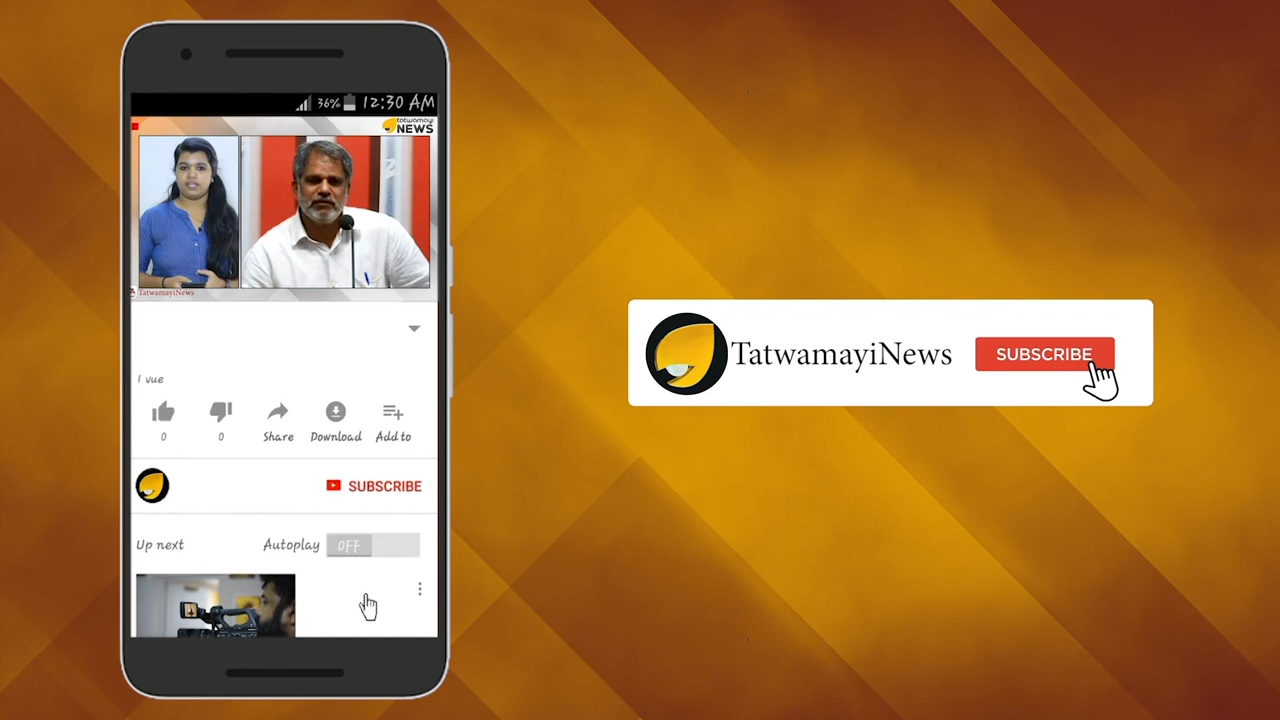 36% 12:30 AM
tatwamayi
NEWS
TatwamayiNews
1 vue
0 0 Share Download Add to
SUBSCRIBE
Up next Autoplay OFF
TatwamayiNews SUBSCRIBE